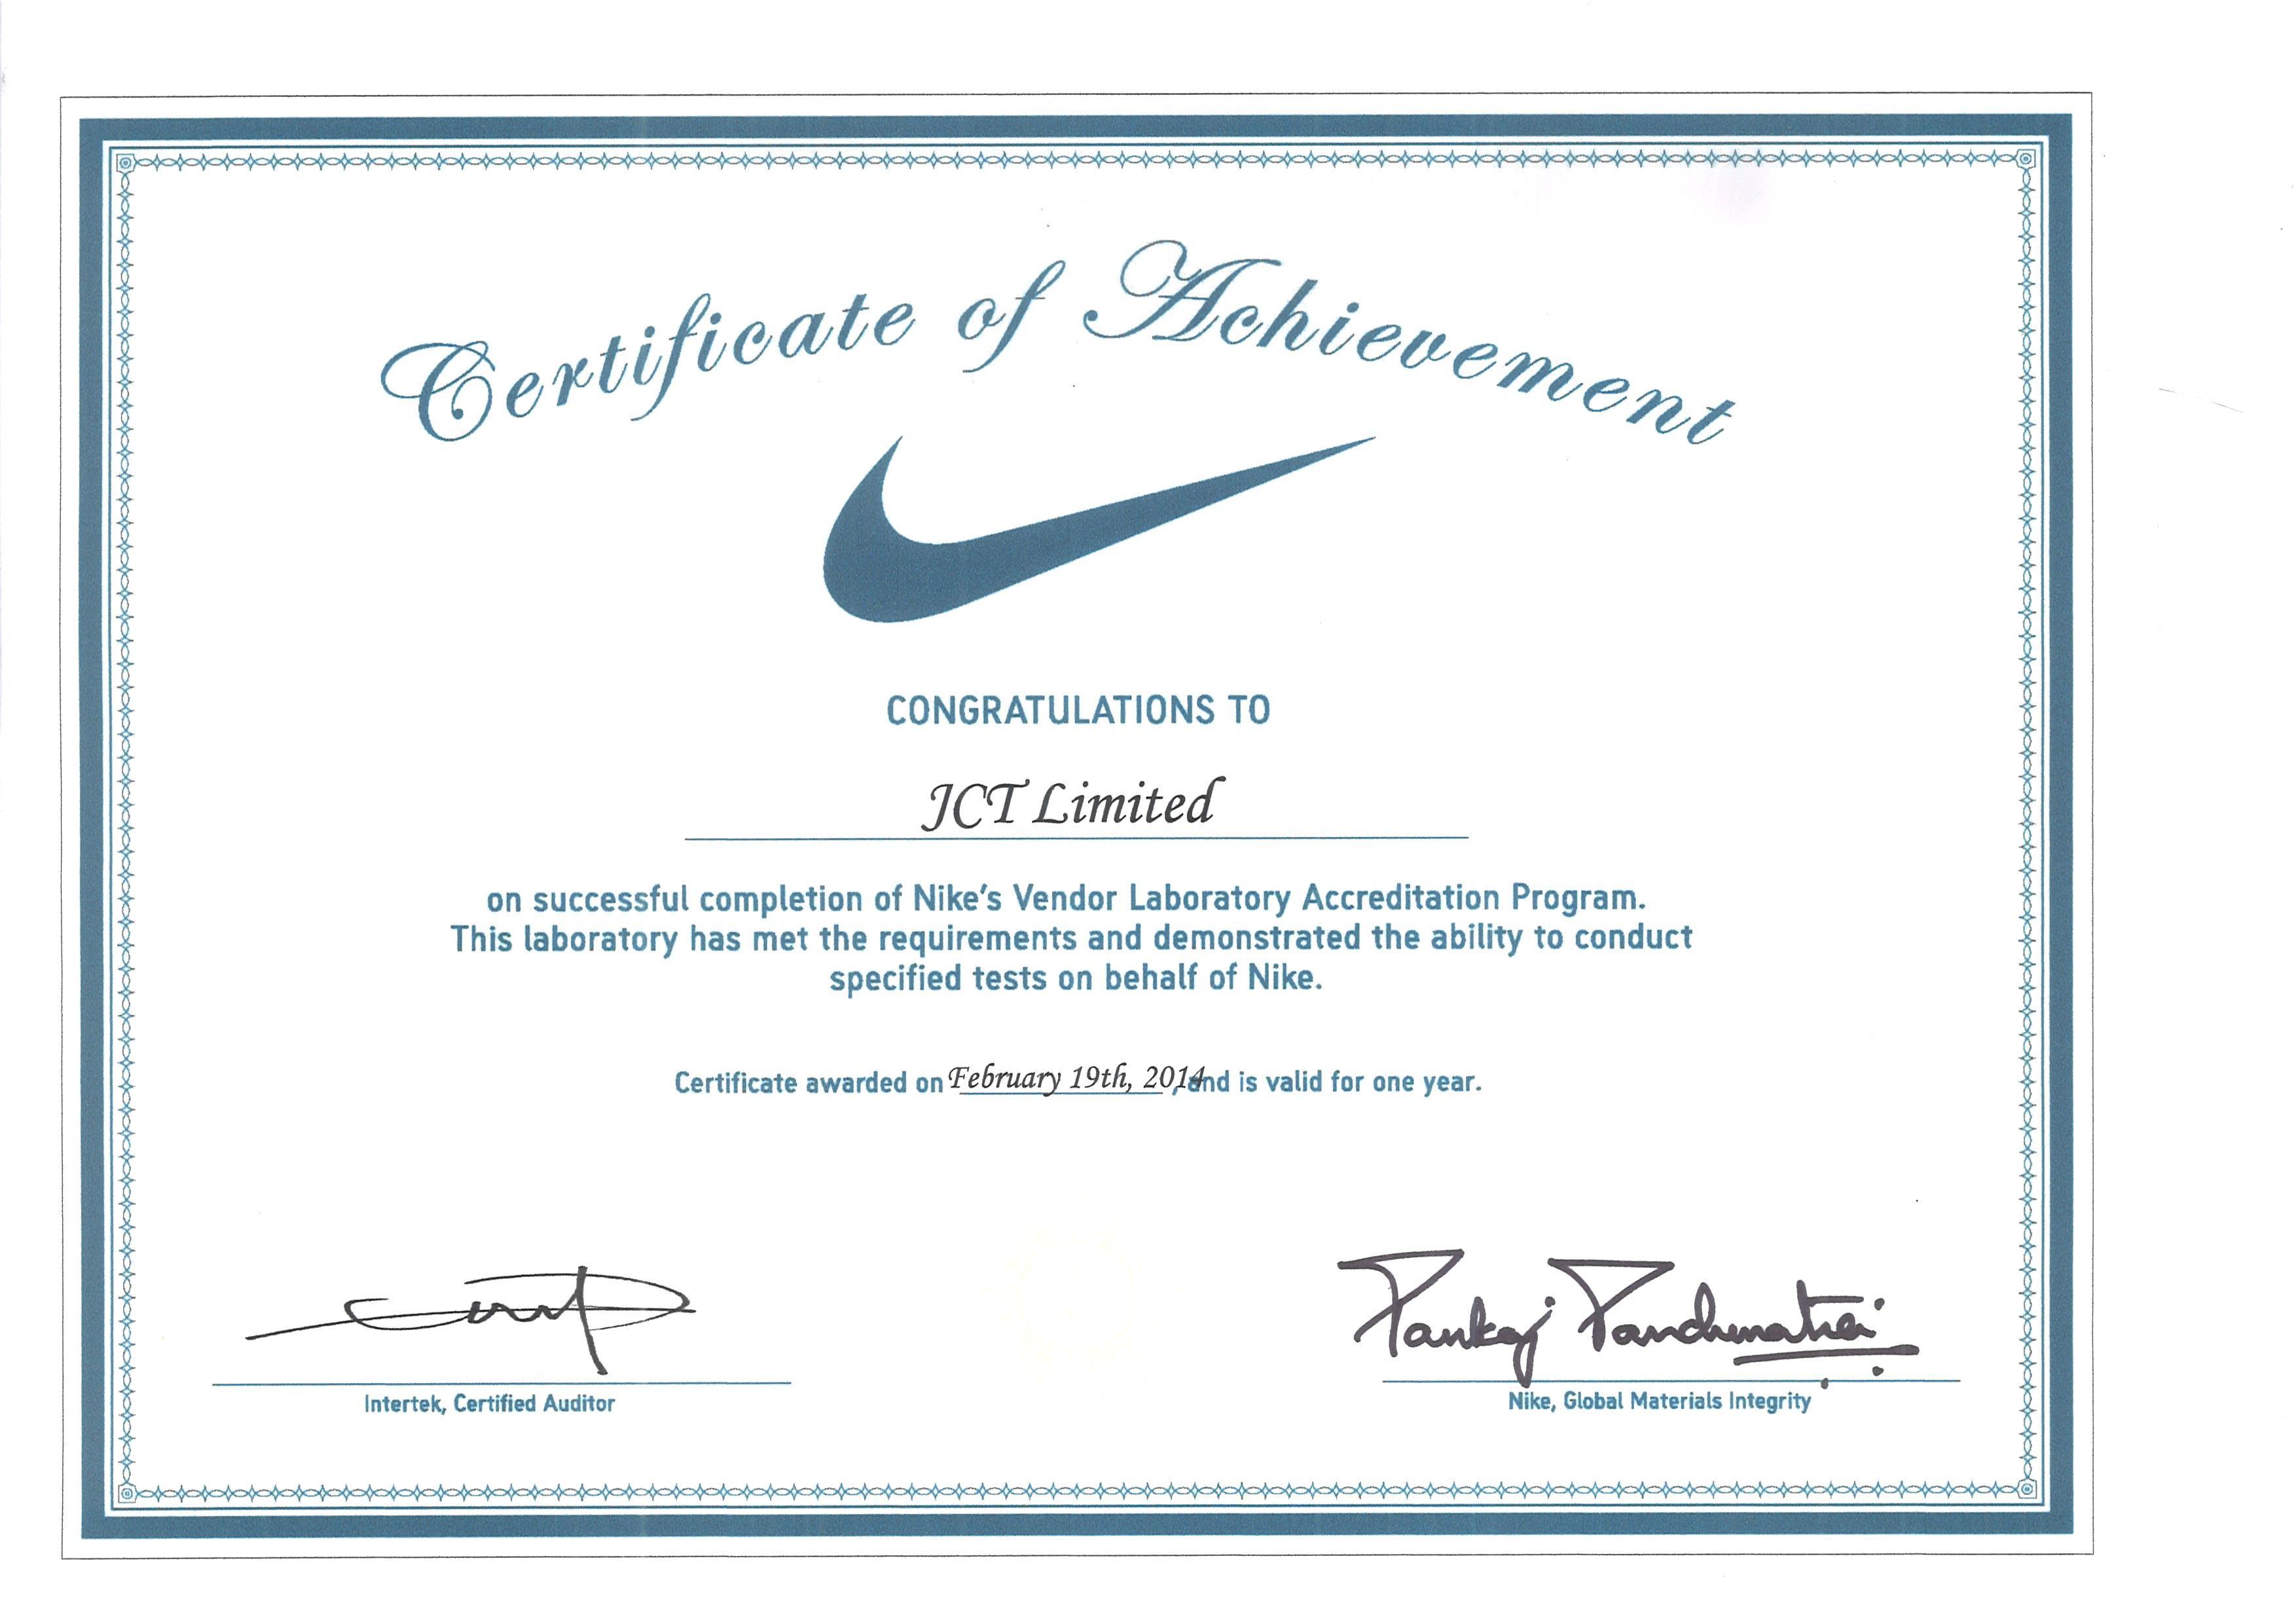 Certificate of Achievement
CONGRATULATIONS TO
JCT Limited
on successful completion of Nike's Vendor Laboratory Accreditation Program.
This laboratory has met the requirements and demonstrated the ability to conduct
specified tests on behalf of Nike.
Certificate awarded on February 19th, 2014, and is valid for one year.
Pankaj
Intertek, Certified Auditor
Nike, Global Materials Integrity